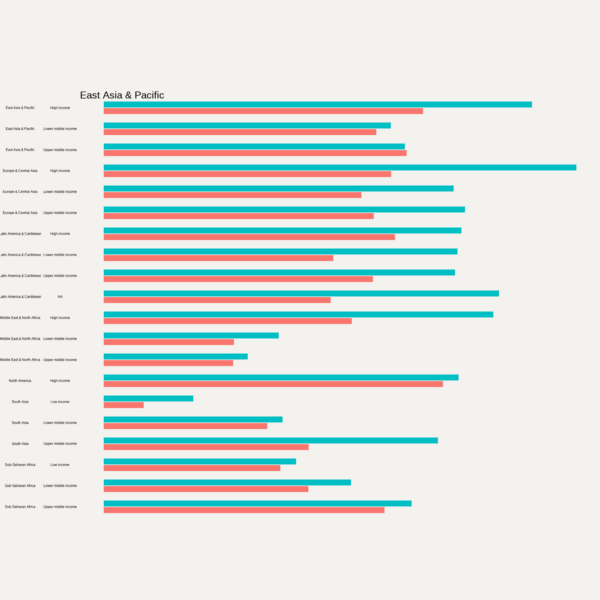 East Asia & Pacific
East Asia & Pacific High income
East Asia & Pacific Lower middle income
East Asia & Pacific Upper middle income
Europe & Central Asia High income
Europe & Central Asia Lower middle income
Europe & Central Asia Upper middle income
Latin America & Caribbean High income
Latin America & Caribbean Lower middle income
Latin America & Caribbean Upper middle income
Latin America & Caribbean NA
Middle East & North Africa High income
Middle East & North Africa Lower middle income
Middle East & North Africa Upper middle income
North America High income
South Asia Low income
South Asia Lower middle income
South Asia Upper middle income
Sub-Saharan Africa Low income
Sub-Saharan Africa Lower middle income
Sub-Saharan Africa Upper middle income